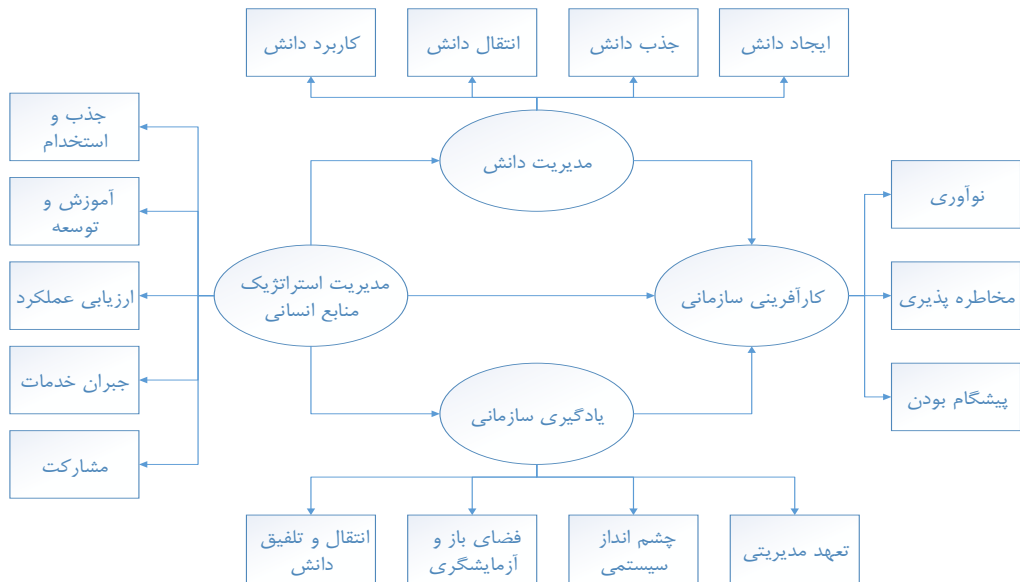 ایجاد دانش
جذب دانش
انتقال دانش
کاربرد دانش
مدیریت دانش
جذب و
استخدام
آموزش و
توسعه
ارزیابی عملکرد
جبران خدمات
مشارکت
مدیریت استراتژیک
منابع انسانی
کارآفرینی سازمانی
نوآوری
مخاطره پذیری
پیشگام بودن
یادگیری سازمانی
تعهد مدیریتی
چشم انداز
سیستمی
فضای باز و
آزمایشگری
انتقال و تلفیق
دانش